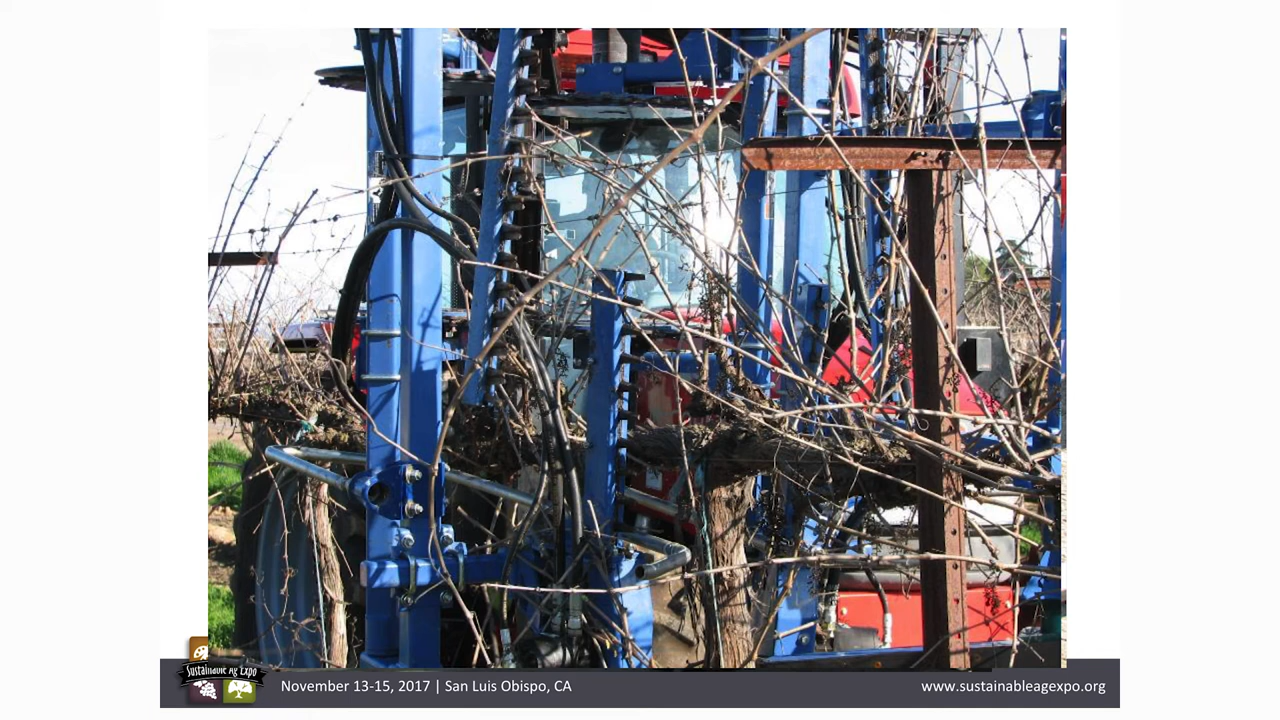 Sustainable Ag Expo
November 13-15, 2017 | San Luis Obispo, CA
www.sustainableagexpo.org